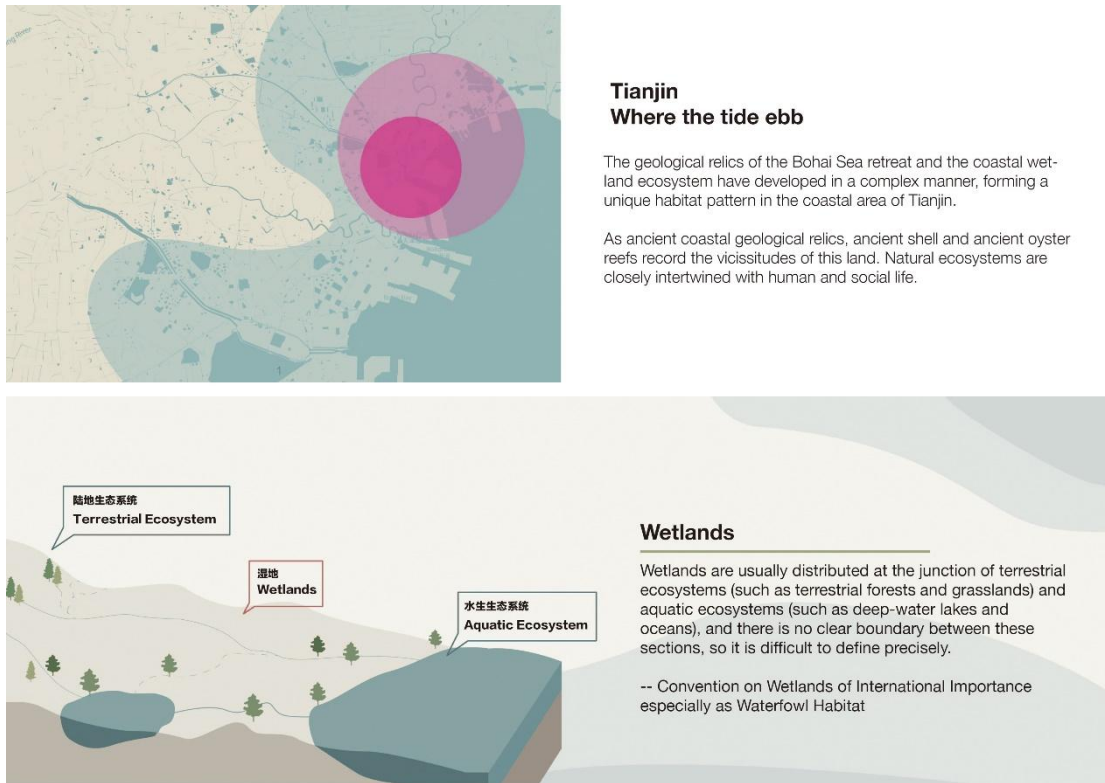 Tianjin
Where the tide ebb
The geological relics of the Bohai Sea retreat and the coastal wet-
land ecosystem have developed in a complex manner, forming a
unique habitat pattern in the coastal area of Tianjin.
As ancient coastal geological relics, ancient shell and ancient oyster
reefs record the vicissitudes of this land. Natural ecosystems are
closely intertwined with human and social life.
陆地生态系统
Terrestrial Ecosystem
湿地
Wetlands
水生生态系统
Aquatic Ecosystem
Wetlands
Wetlands are usually distributed at the junction of terrestrial
ecosystems (such as terrestrial forests and grasslands) and
aquatic ecosystems (such as deep-water lakes and
oceans), and there is no clear boundary between these
sections, so it is difficult to define precisely.
-- Convention on Wetlands of International Importance
especially as Waterfowl Habitat